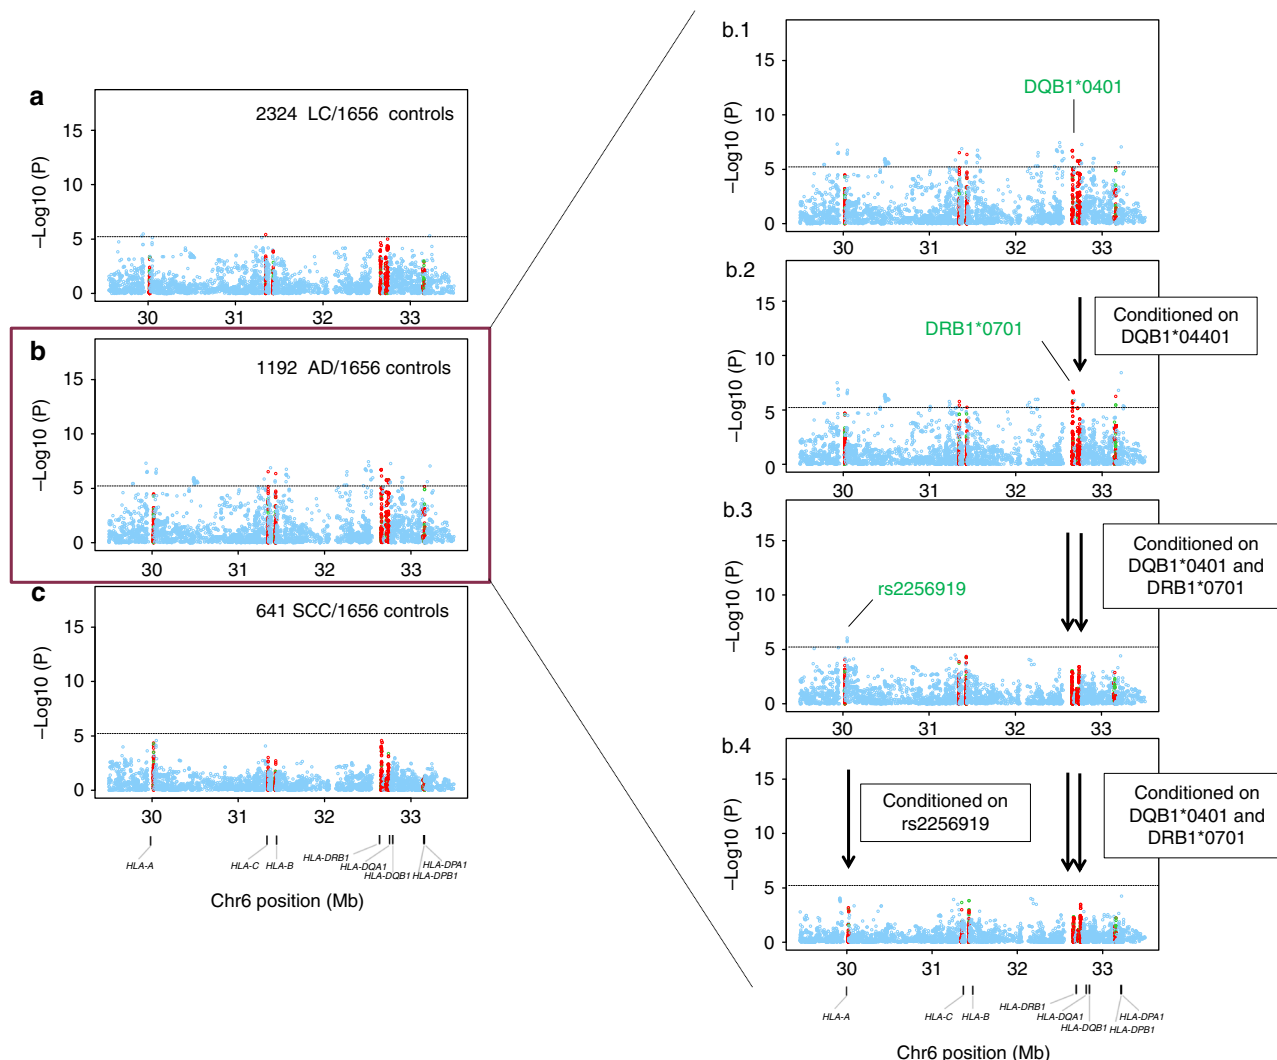 a
2324 LC/1656 controls
−Log10 (P)
15
10
5
0
30
31
32
33
b
1192 AD/1656 controls
−Log10 (P)
15
10
5
0
30
31
32
33
c
641 SCC/1656 controls
−Log10 (P)
15
10
5
0
30
31
32
33
HLA-A
HLA-C
HLA-B
HLA-DRB1
HLA-DQA1
HLA-DQB1
HLA-DPA1
HLA-DPB1
Chr6 position (Mb)
b.1
DQB1*0401
−Log10 (P)
15
10
5
0
30
31
32
33
b.2
DRB1*0701
Conditioned on
DQB1*04401
−Log10 (P)
15
10
5
0
30
31
32
33
b.3
rs2256919
Conditioned on
DQB1*0401 and
DRB1*0701
−Log10 (P)
15
10
5
0
30
31
32
33
b.4
Conditioned on
rs2256919
Conditioned on
DQB1*0401 and
DRB1*0701
−Log10 (P)
15
10
5
0
30
31
32
33
HLA-A
HLA-C
HLA-B
HLA-DRB1
HLA-DQA1
HLA-DQB1
HLA-DPA1
HLA-DPB1
Chr6 position (Mb)